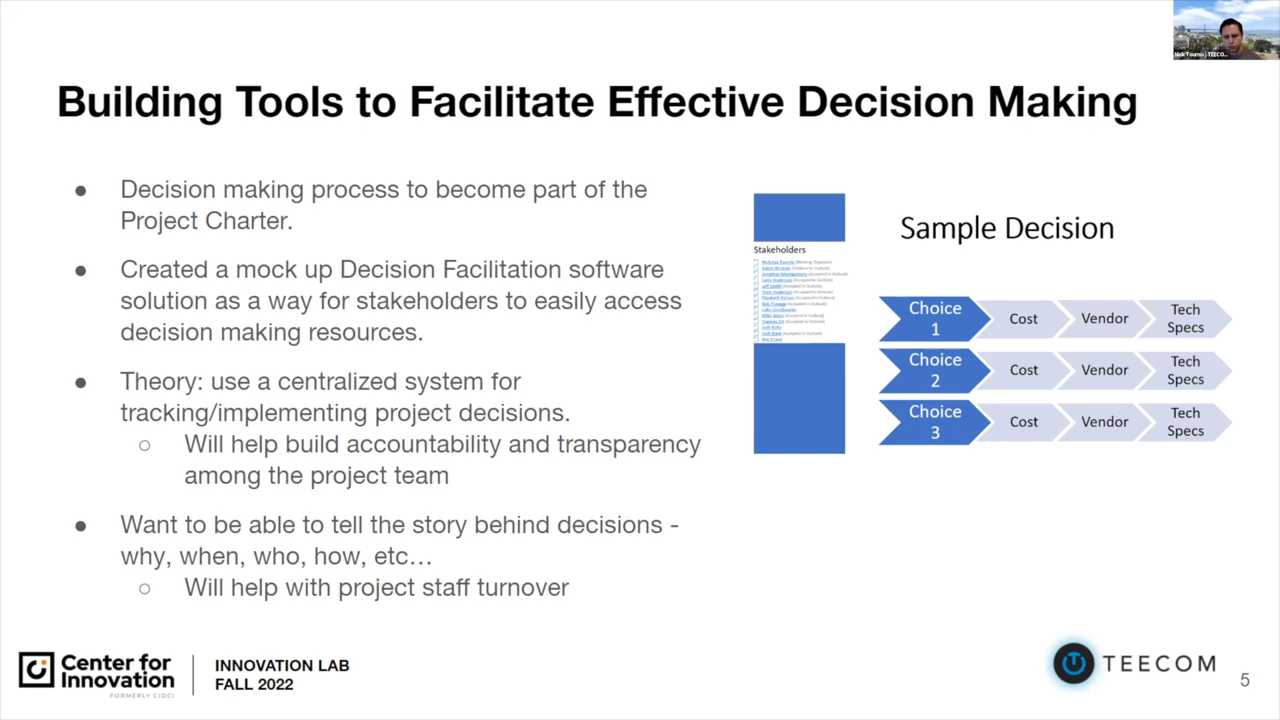 Building Tools to Facilitate Effective Decision Making
● Decision making process to become part of the
Project Charter.
● Created a mock up Decision Facilitation software
solution as a way for stakeholders to easily access
decision making resources.
● Theory: use a centralized system for
tracking/implementing project decisions.
○ Will help build accountability and transparency
among the project team
● Want to be able to tell the story behind decisions -
why, when, who, how, etc…
○ Will help with project staff turnover
Stakeholders
Sample Decision
Choice
1
Cost
Vendor
Tech
Specs
Choice
2
Cost
Vendor
Tech
Specs
Choice
3
Cost
Vendor
Tech
Specs
Center for
Innovation
FORMERLY CIDCI
INNOVATION LAB
FALL 2022
TEECOM
5